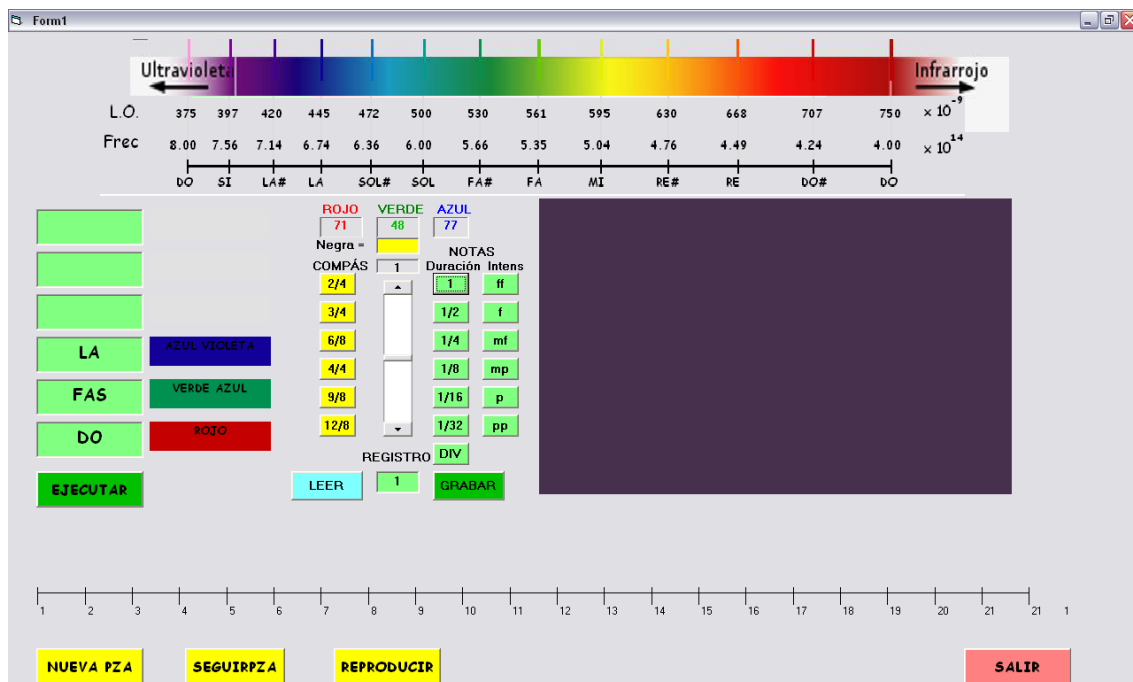 Form1
Ultravioleta Infrarrojo
L.O. 375 397 420 445 472 500 530 561 595 630 668 707 750 × 10⁻⁹
Frec 8.00 7.56 7.14 6.74 6.36 6.00 5.66 5.35 5.04 4.76 4.49 4.24 4.00 × 10¹⁴
DO SI LA# LA SOL# SOL FA# FA MI RE# RE DO# DO
ROJO VERDE AZUL
71 48 77
Negra = NOTAS
COMPÁS 1 Duración Intens
2/4 1 ff
3/4 1/2 f
6/8 1/4 mf
LA AZUL VIOLETA
4/4 1/8 mp
FAS VERDE AZUL
9/8 1/16 p
DO ROJO
12/8 1/32 pp
REGISTRO DIV
EJECUTAR LEER 1 GRABAR
1 2 3 4 5 6 7 8 9 10 11 12 13 14 15 16 17 18 19 20 21 21 1
NUEVA PZA SEGUIRPZA REPRODUCIR SALIR